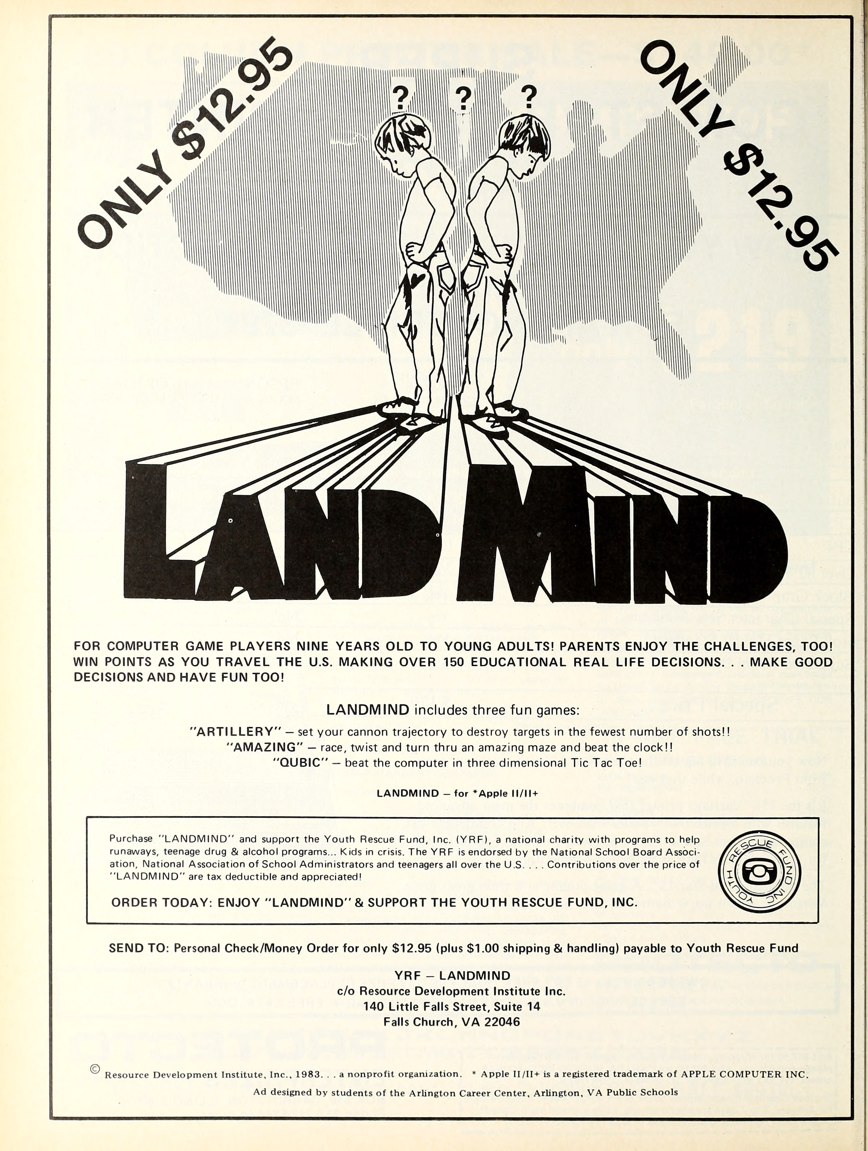 ONLY $12.95
ONLY $12.95
? ? ?
LAND MIND
FOR COMPUTER GAME PLAYERS NINE YEARS OLD TO YOUNG ADULTS! PARENTS ENJOY THE CHALLENGES, TOO!
WIN POINTS AS YOU TRAVEL THE U.S. MAKING OVER 150 EDUCATIONAL REAL LIFE DECISIONS. . . MAKE GOOD
DECISIONS AND HAVE FUN TOO!
LANDMIND includes three fun games:
"ARTILLERY" – set your cannon trajectory to destroy targets in the fewest number of shots!!
"AMAZING" – race, twist and turn thru an amazing maze and beat the clock!!
"QUBIC" – beat the computer in three dimensional Tic Tac Toe!
LANDMIND – for *Apple II/II+
Purchase "LANDMIND" and support the Youth Rescue Fund, Inc. (YRF), a national charity with programs to help
runaways, teenage drug & alcohol programs... Kids in crisis. The YRF is endorsed by the National School Board Associ-
ation, National Association of School Administrators and teenagers all over the U.S. . . . Contributions over the price of
"LANDMIND" are tax deductible and appreciated!
ORDER TODAY: ENJOY "LANDMIND" & SUPPORT THE YOUTH RESCUE FUND, INC.
YOUTH RESCUE FUND INC
SEND TO: Personal Check/Money Order for only $12.95 (plus $1.00 shipping & handling) payable to Youth Rescue Fund
YRF – LANDMIND
c/o Resource Development Institute Inc.
140 Little Falls Street, Suite 14
Falls Church, VA 22046
© Resource Development Institute, Inc., 1983. . . a nonprofit organization. * Apple II/II+ is a registered trademark of APPLE COMPUTER INC.
Ad designed by students of the Arlington Career Center, Arlington, VA Public Schools